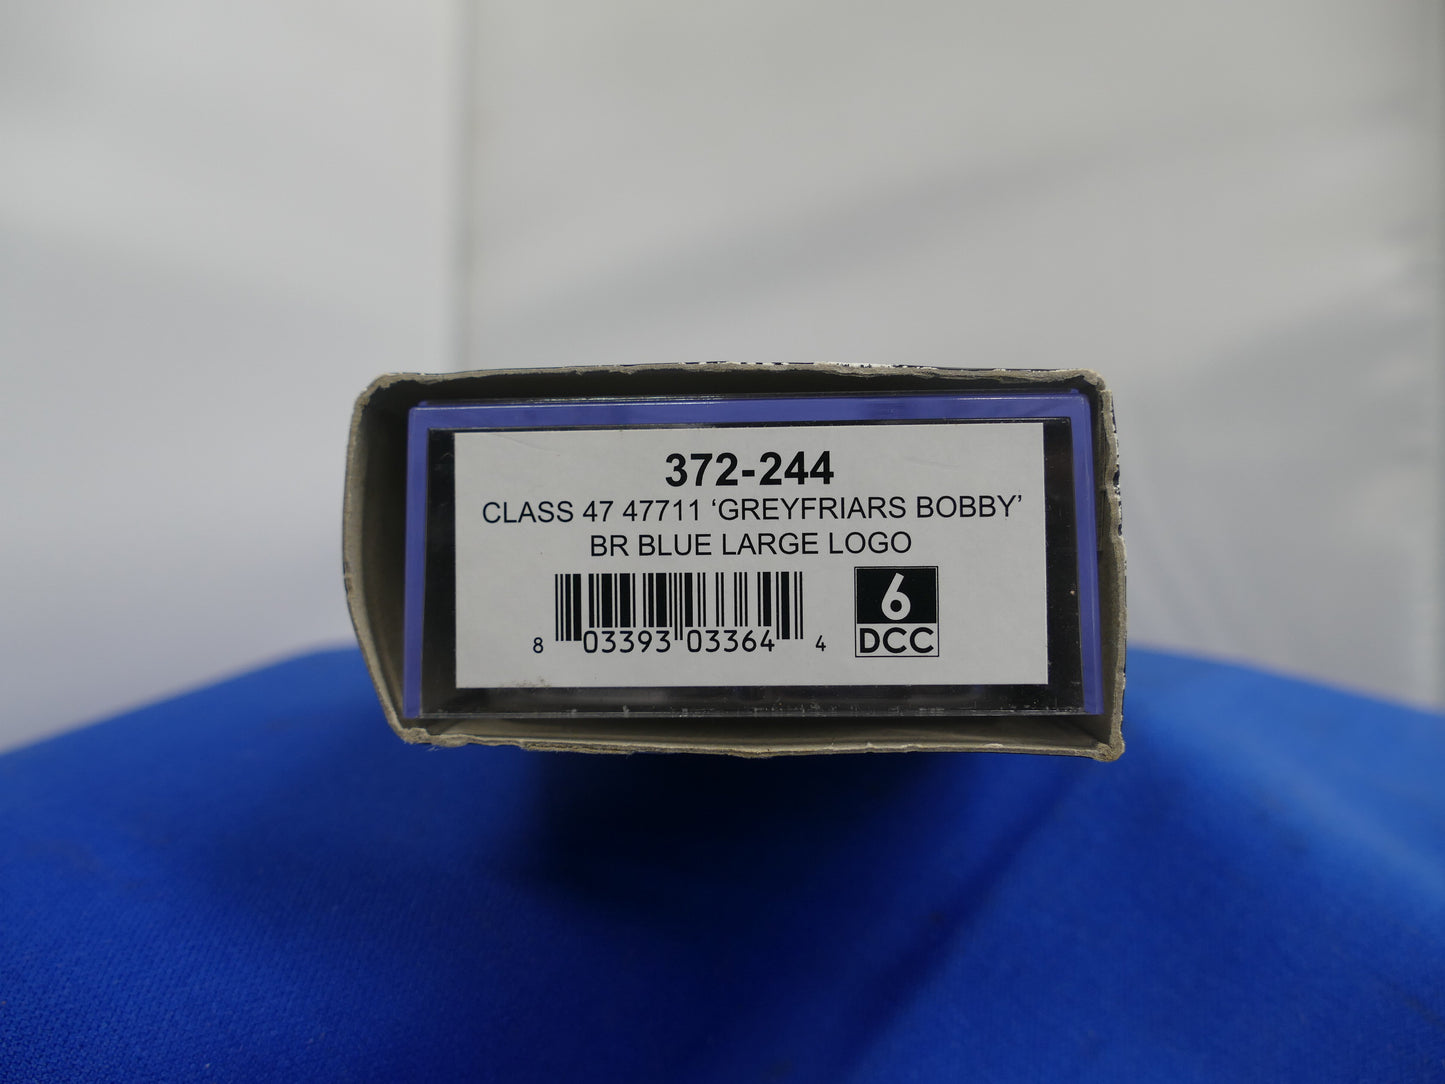 372-244
CLASS 47 47711 ‘GREYFRIARS BOBBY’
BR BLUE LARGE LOGO
6
DCC
8 03393 03364 4